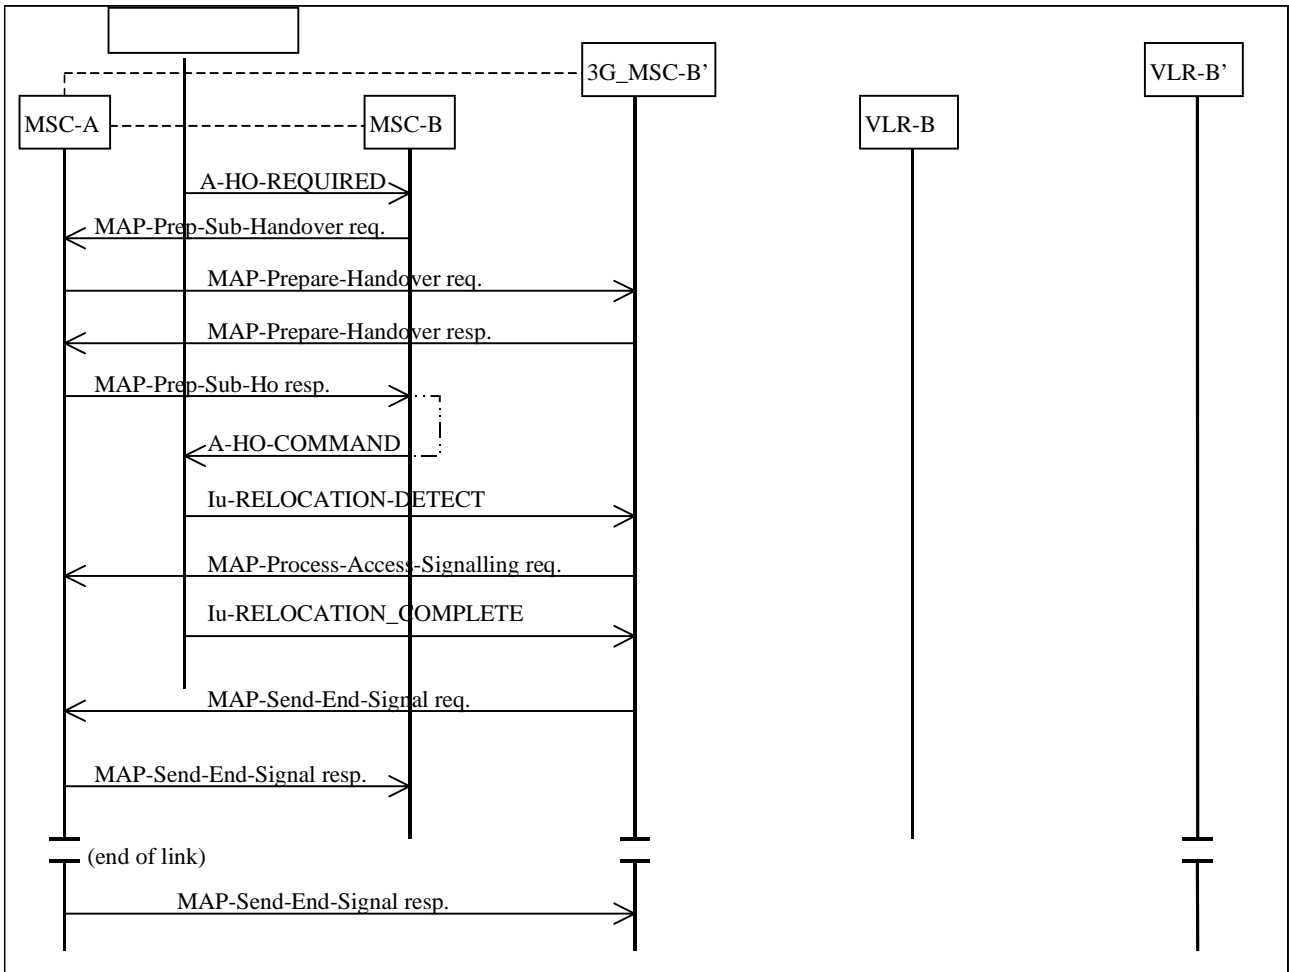 3G_MSC-B’
VLR-B’
MSC-A
MSC-B
VLR-B
A-HO-REQUIRED
MAP-Prep-Sub-Handover req.
MAP-Prepare-Handover req.
MAP-Prepare-Handover resp.
MAP-Prep-Sub-Ho resp.
A-HO-COMMAND
Iu-RELOCATION-DETECT
MAP-Process-Access-Signalling req.
Iu-RELOCATION_COMPLETE
MAP-Send-End-Signal req.
MAP-Send-End-Signal resp.
(end of link)
MAP-Send-End-Signal resp.